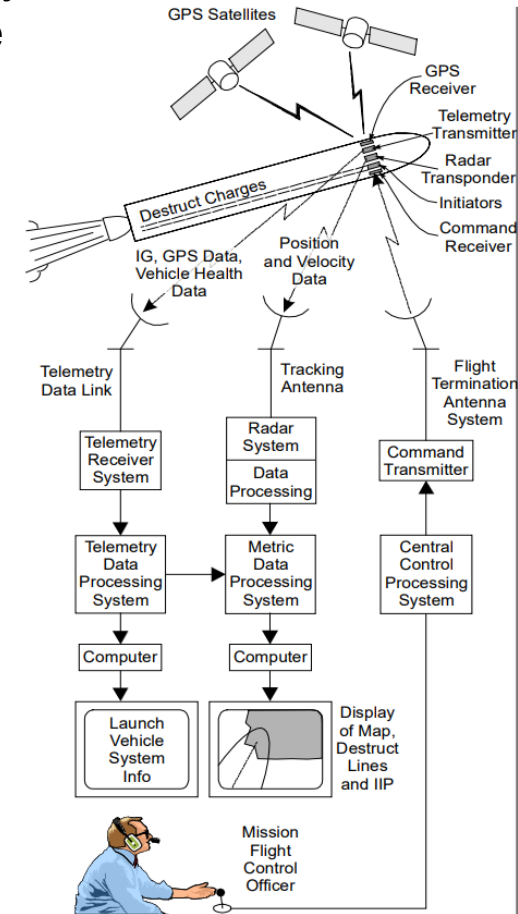 GPS Satellites
GPS
Receiver
Telemetry
Transmitter
Radar
Transponder
Initiators
Command
Receiver
Destruct Charges
IG, GPS Data,
Vehicle Health
Data
Position
and Velocity
Data
Telemetry
Data Link
Tracking
Antenna
Flight
Termination
Antenna
System
Telemetry
Receiver
System
Radar
System
Data
Processing
Command
Transmitter
Telemetry
Data
Processing
System
Metric
Data
Processing
System
Central
Control
Processing
System
Computer
Computer
Launch
Vehicle
System
Info
Display
of Map,
Destruct
Lines
and IIP
Mission
Flight
Control
Officer